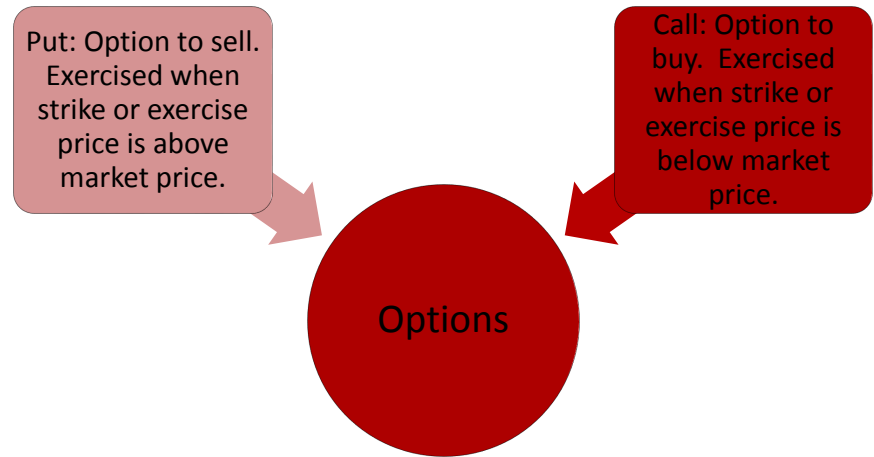 Put: Option to sell.
Exercised when
strike or exercise
price is above
market price.
Call: Option to
buy.  Exercised
when strike or
exercise price is
below market
price.
Options